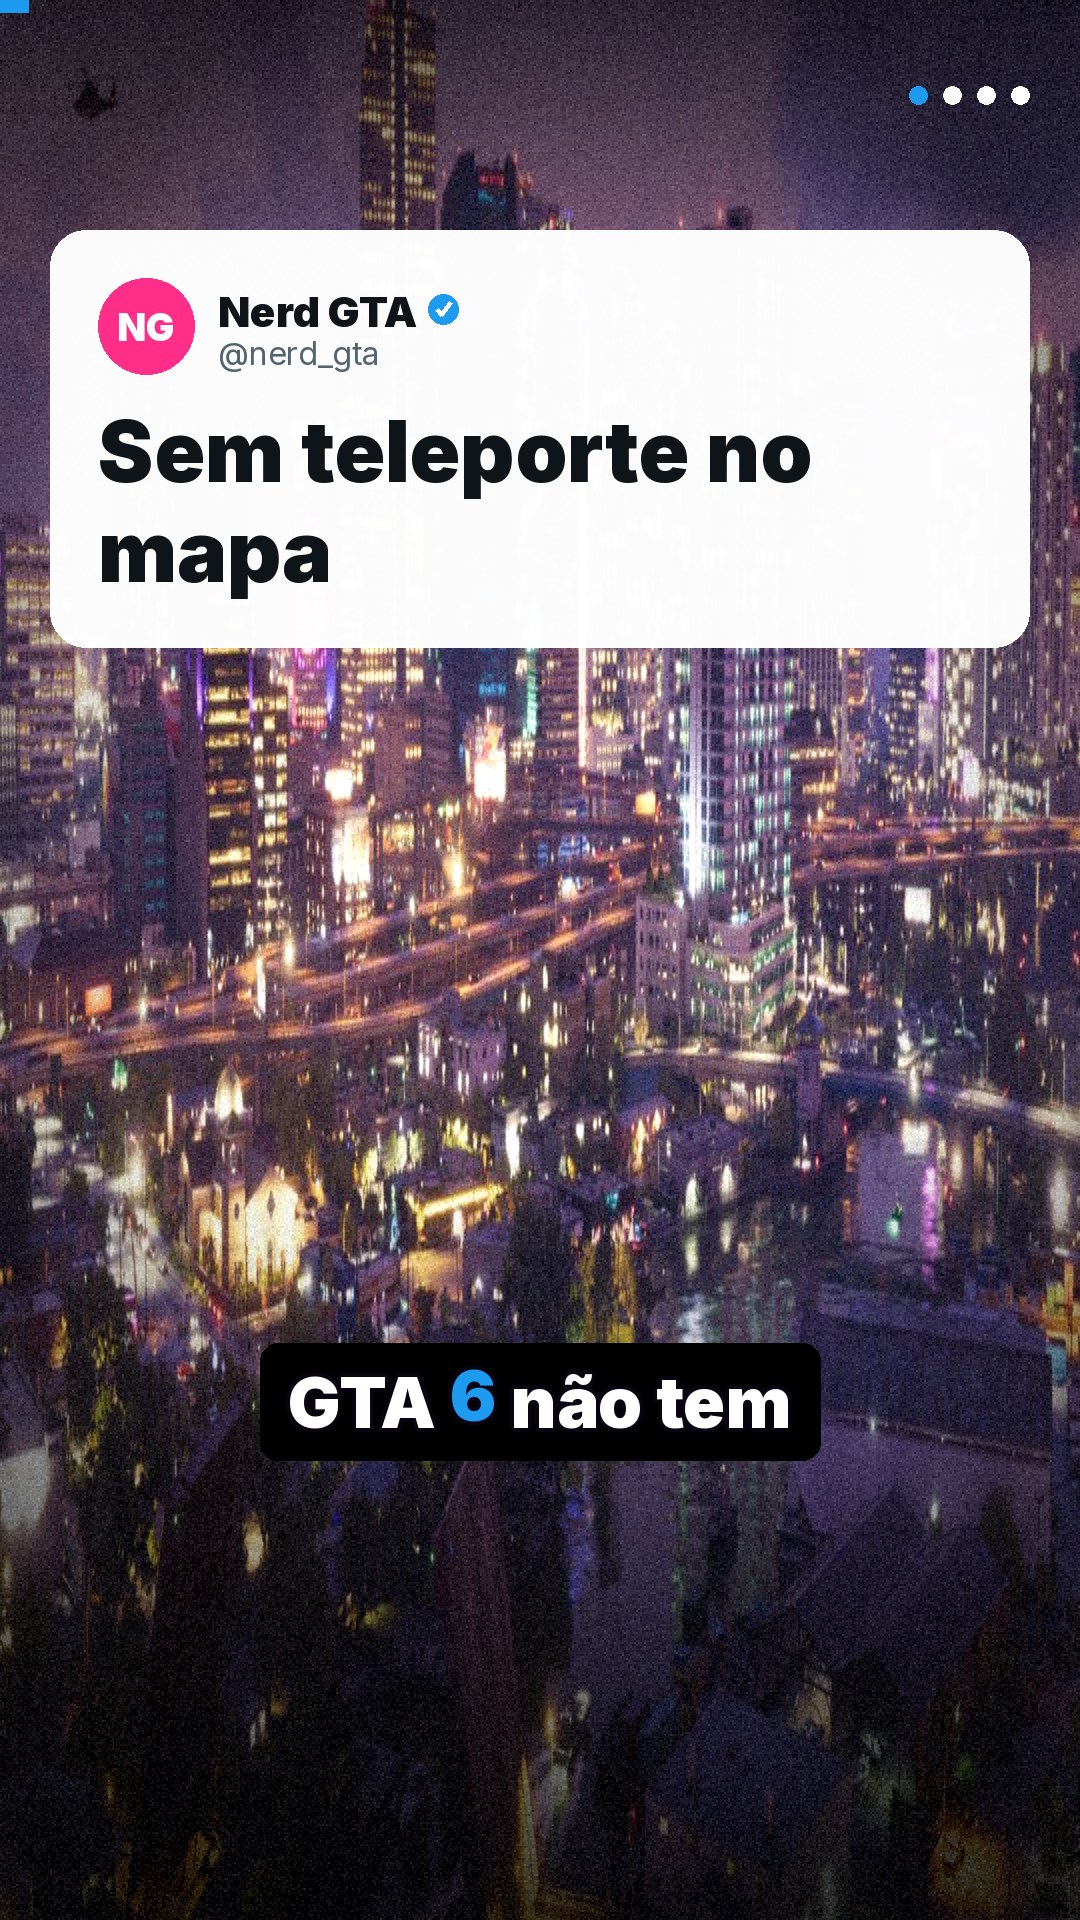 NG
Nerd GTA
@nerd_gta
Sem teleporte no
mapa
GTA 6 não tem